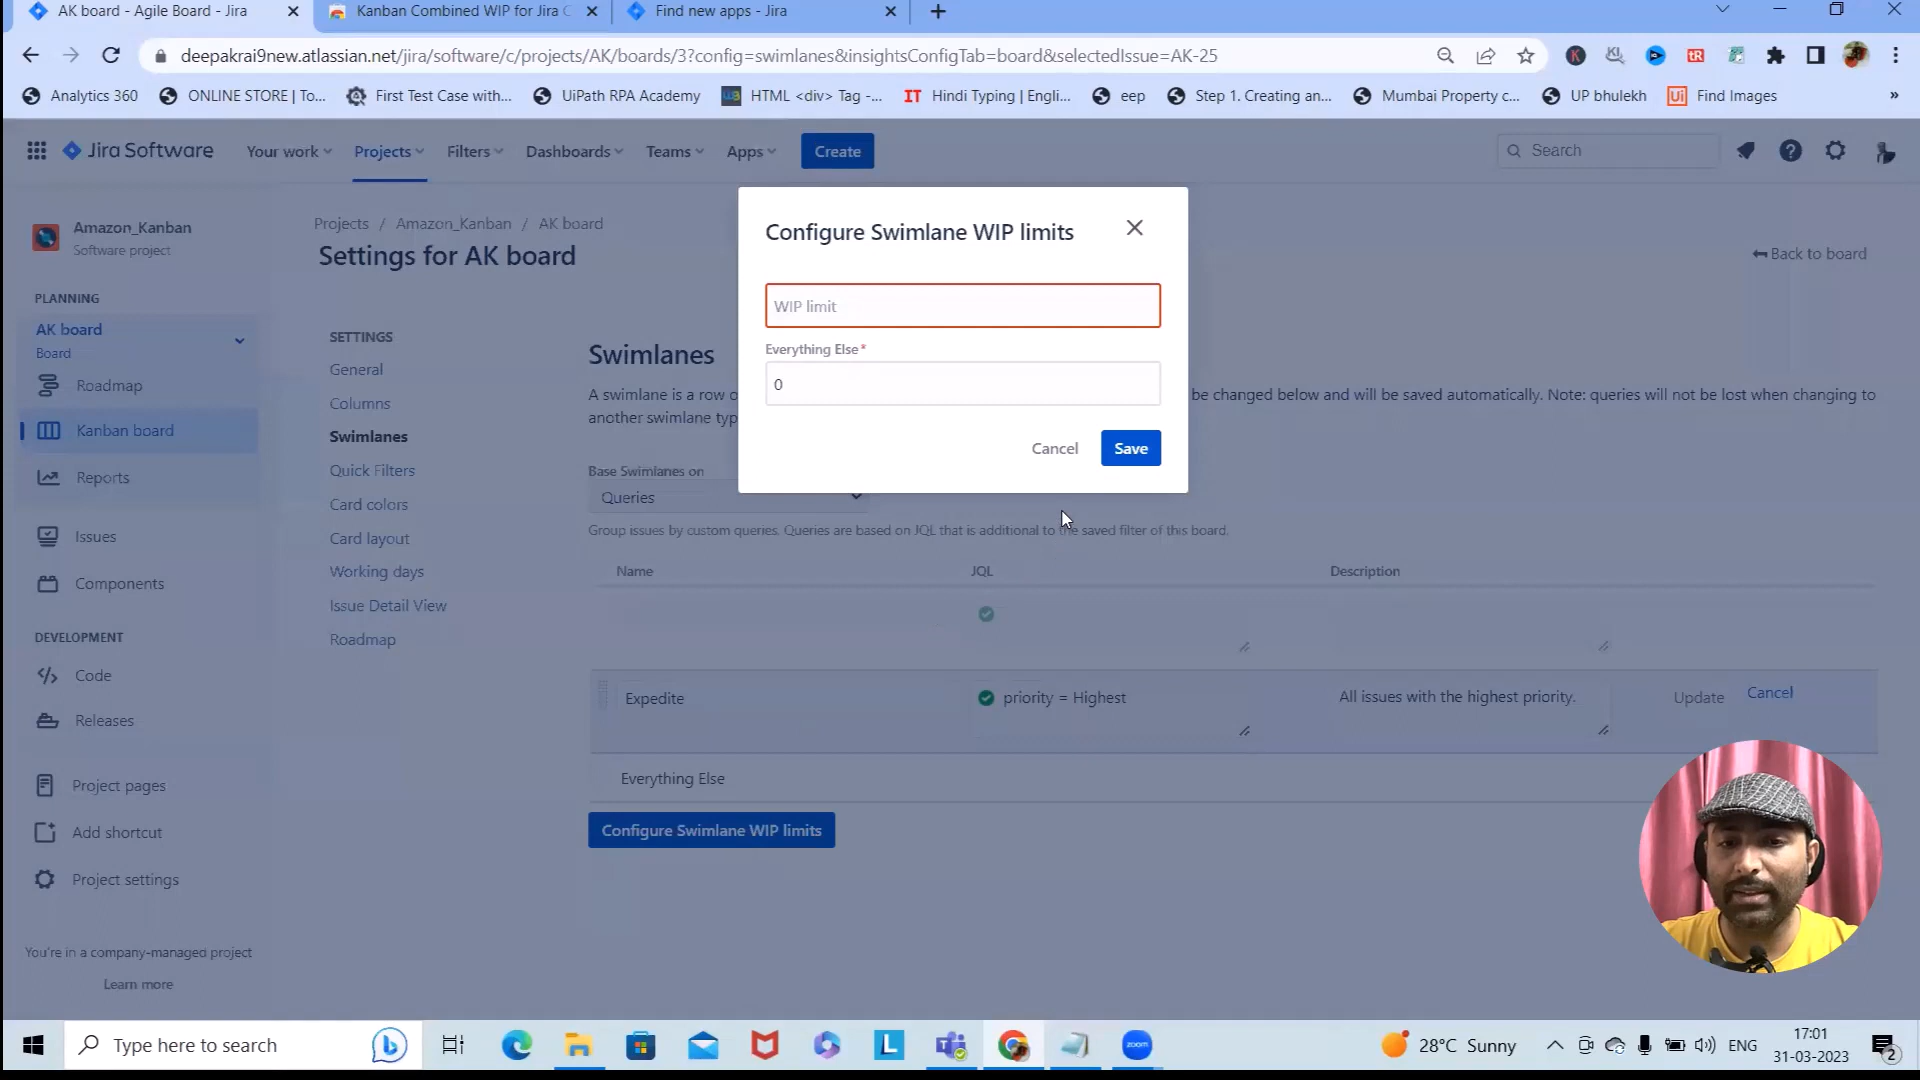 AK board - Agile Board - Jira
Kanban Combined WIP for Jira C
Find new apps - Jira
deepakrai9new.atlassian.net/jira/software/c/projects/AK/boards/3?config=swimlanes&insightsConfigTab=board&selectedIssue=AK-25
Analytics 360
ONLINE STORE | To...
First Test Case with...
UiPath RPA Academy
HTML <div> Tag -...
Hindi Typing | Engli...
eep
Step 1. Creating an...
Mumbai Property c...
UP bhulekh
Find Images
»
Jira Software
Your work
Projects
Filters
Dashboards
Teams
Apps
Create
Search
Amazon_Kanban
Software project
PLANNING
AK board
Board
Roadmap
Kanban board
Reports
Issues
Components
DEVELOPMENT
Code
Releases
Project pages
Add shortcut
Project settings
You're in a company-managed project
Learn more
Projects / Amazon_Kanban / AK board
Settings for AK board
Back to board
SETTINGS
General
Columns
Swimlanes
Quick Filters
Card colors
Card layout
Working days
Issue Detail View
Roadmap
Swimlanes
A swimlane is a row o
be changed below and will be saved automatically. Note: queries will not be lost when changing to
another swimlane typ
Base Swimlanes on
Queries
Group issues by custom queries. Queries are based on JQL that is additional to the saved filter of this board.
Name JQL Description
Expedite priority = Highest All issues with the highest priority. Update Cancel
Everything Else
Configure Swimlane WIP limits
Configure Swimlane WIP limits
WIP limit
Everything Else*
0
Cancel
Save
Type here to search
zoom
28°C Sunny
ENG
17:01
31-03-2023
2